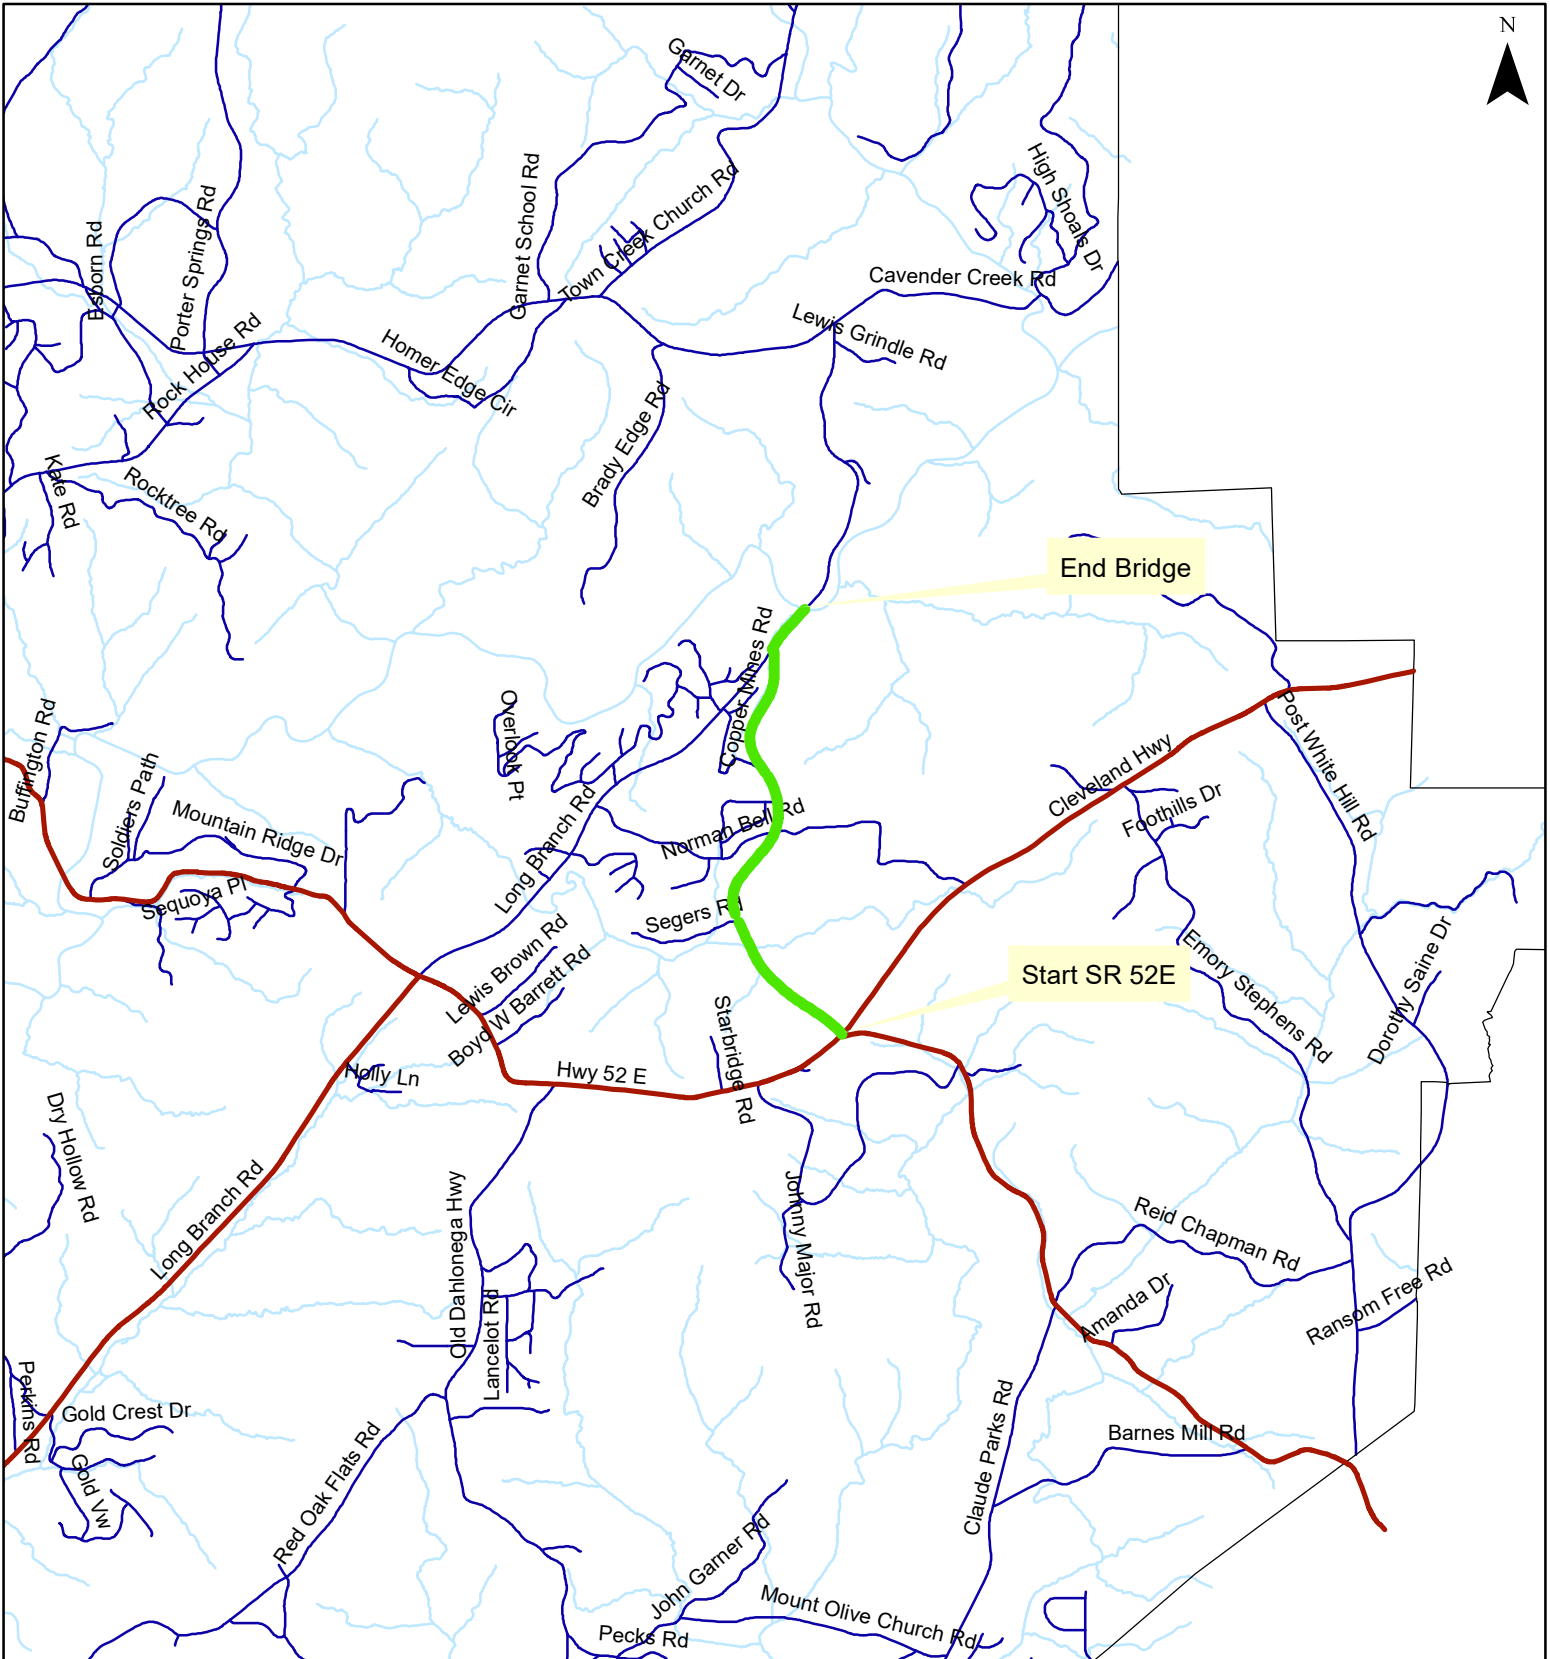 N
Garnet Dr
High Shoals Dr
Garnet School Rd
Town Creek Church Rd
Porter Springs Rd
Esborn Rd
Cavender Creek Rd
Lewis Grindle Rd
Rock House Rd
Homer Edge Cir
Brady Edge Rd
Kate Rd
Rocktree Rd
End Bridge
Copper Mines Rd
Overlook Pt
Buffington Rd
Post White Hill Rd
Cleveland Hwy
Soldiers Path
Mountain Ridge Dr
Foothills Dr
Long Branch Rd
Norman Bell Rd
Sequoya Pl
Segers Rd
Lewis Brown Rd
Boyd W Barrett Rd
Emory Stephens Rd
Dorothy Saine Dr
Start SR 52E
Starbridge Rd
Holly Ln
Hwy 52 E
Dry Hollow Rd
Long Branch Rd
Old Dahlonega Hwy
Johnny Major Rd
Reid Chapman Rd
Amanda Dr
Ransom Free Rd
Lancelot Rd
Perkins Rd
Gold Crest Dr
Gold Vw
Red Oak Flats Rd
Claude Parks Rd
Barnes Mill Rd
John Garner Rd
Mount Olive Church Rd
Pecks Rd